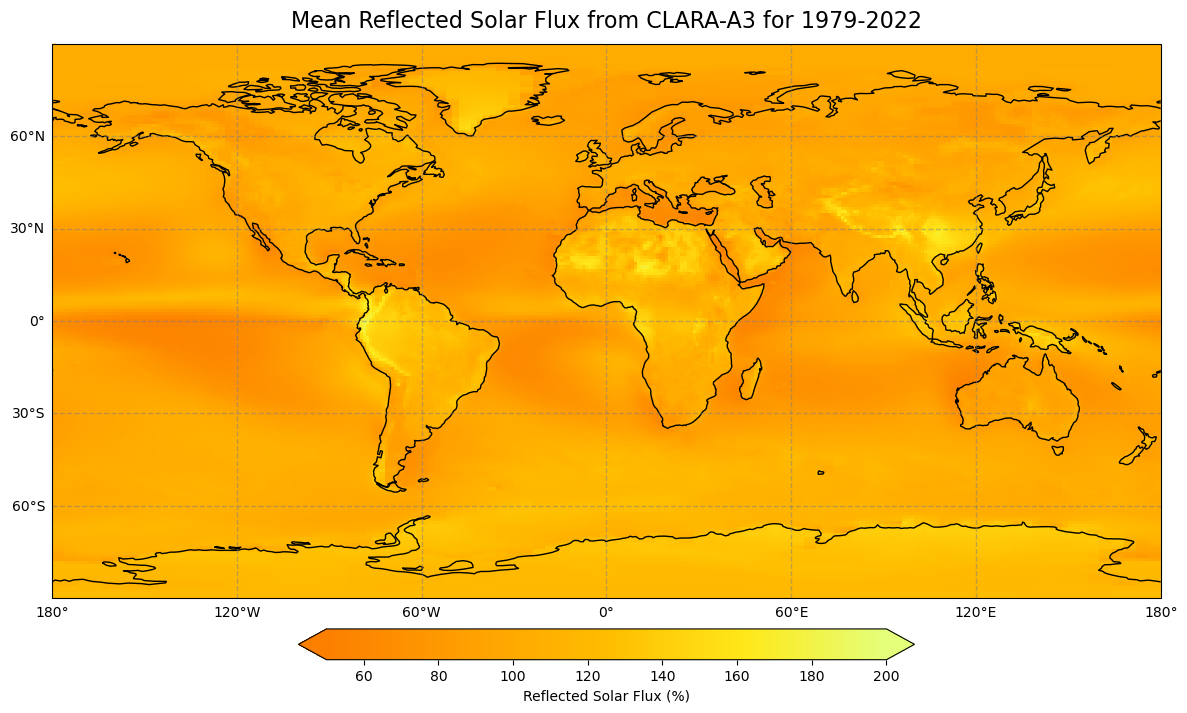 Mean Reflected Solar Flux from CLARA-A3 for 1979-2022
60°N
30°N
0°
30°S
60°S
180° 120°W 60°W 0° 60°E 120°E 180°
60 80 100 120 140 160 180 200
Reflected Solar Flux (%)